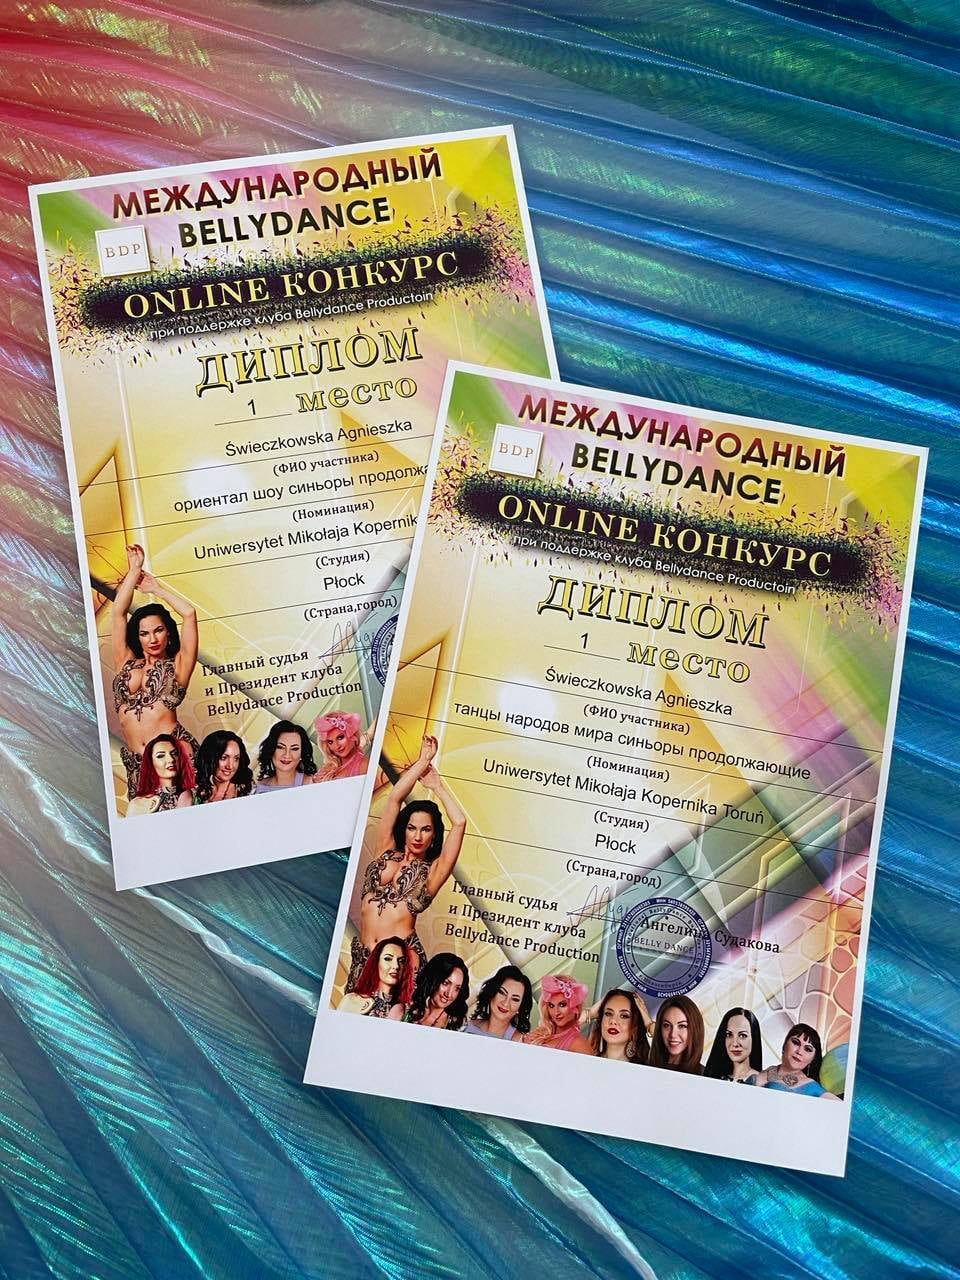 МЕЖДУНАРОДНЫЙ
BELLYDANCE
BDP
ONLINE КОНКУРС
при поддержке клуба Bellydance Productoin
ДИПЛОМ
1 место
Świeczkowska Agnieszka
(ФИО участника)
ориентал шоу синьоры
(Номинация)
Uniwersytet Mikołaja
(Студия)
Płock
(Страна,город)
Главный судья
и Президент клуба
Bellydance Production
МЕЖДУНАРОДНЫЙ
BELLYDANCE
BDP
ONLINE КОНКУРС
при поддержке клуба Bellydance Productoin
ДИПЛОМ
1 место
Świeczkowska Agnieszka
(ФИО участника)
танцы народов мира синьоры продолжающие
(Номинация)
Uniwersytet Mikołaja Kopernika Toruń
(Студия)
Płock
(Страна,город)
Главный судья
и Президент клуба
Bellydance Production
Ангелина Судакова
BELLY DANCE